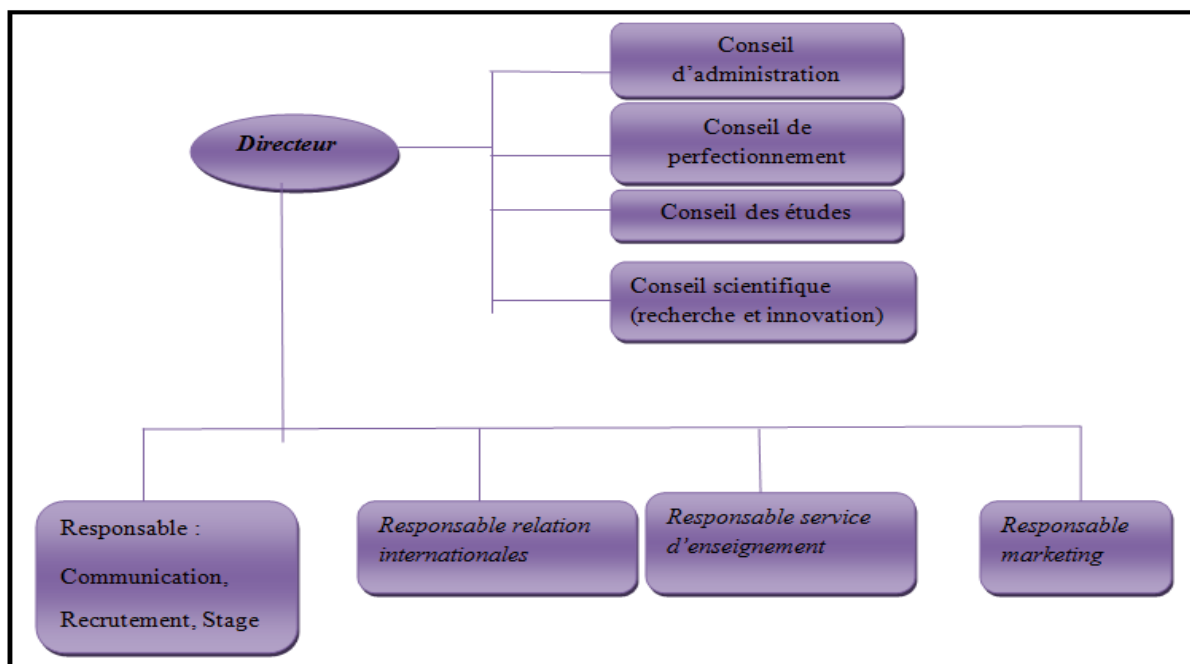 Directeur
Conseil
d’administration
Conseil de
perfectionnement
Conseil des études
Conseil scientifique
(recherche et innovation)
Responsable :
Communication,
Recrutement, Stage
Responsable relation
internationales
Responsable service
d’enseignement
Responsable
marketing